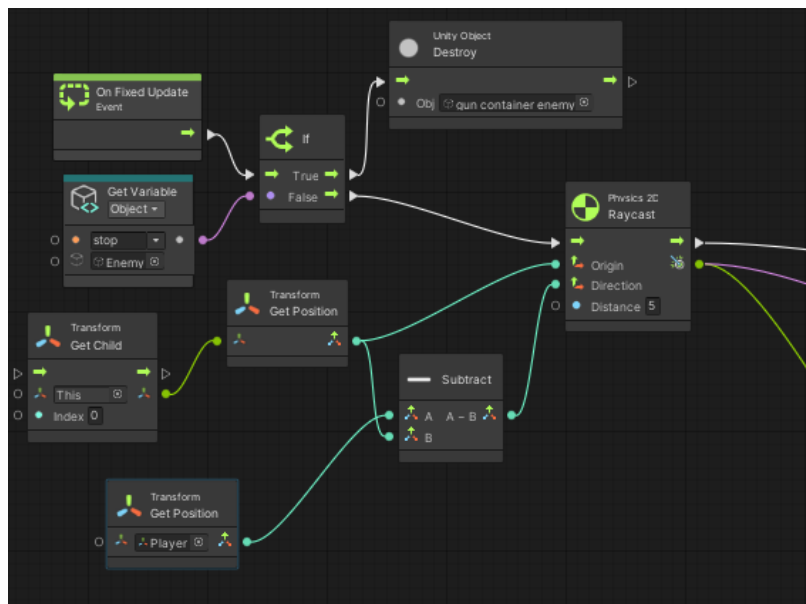 Unity Object
Destroy
Obj gun container enemy
On Fixed Update
Event
If
True
False
Get Variable
Object
stop
Enemy
Physics 2D
Raycast
Origin
Direction
Distance 5
Transform
Get Position
Transform
Get Child
This
Index 0
Subtract
A A – B
B
Transform
Get Position
Player